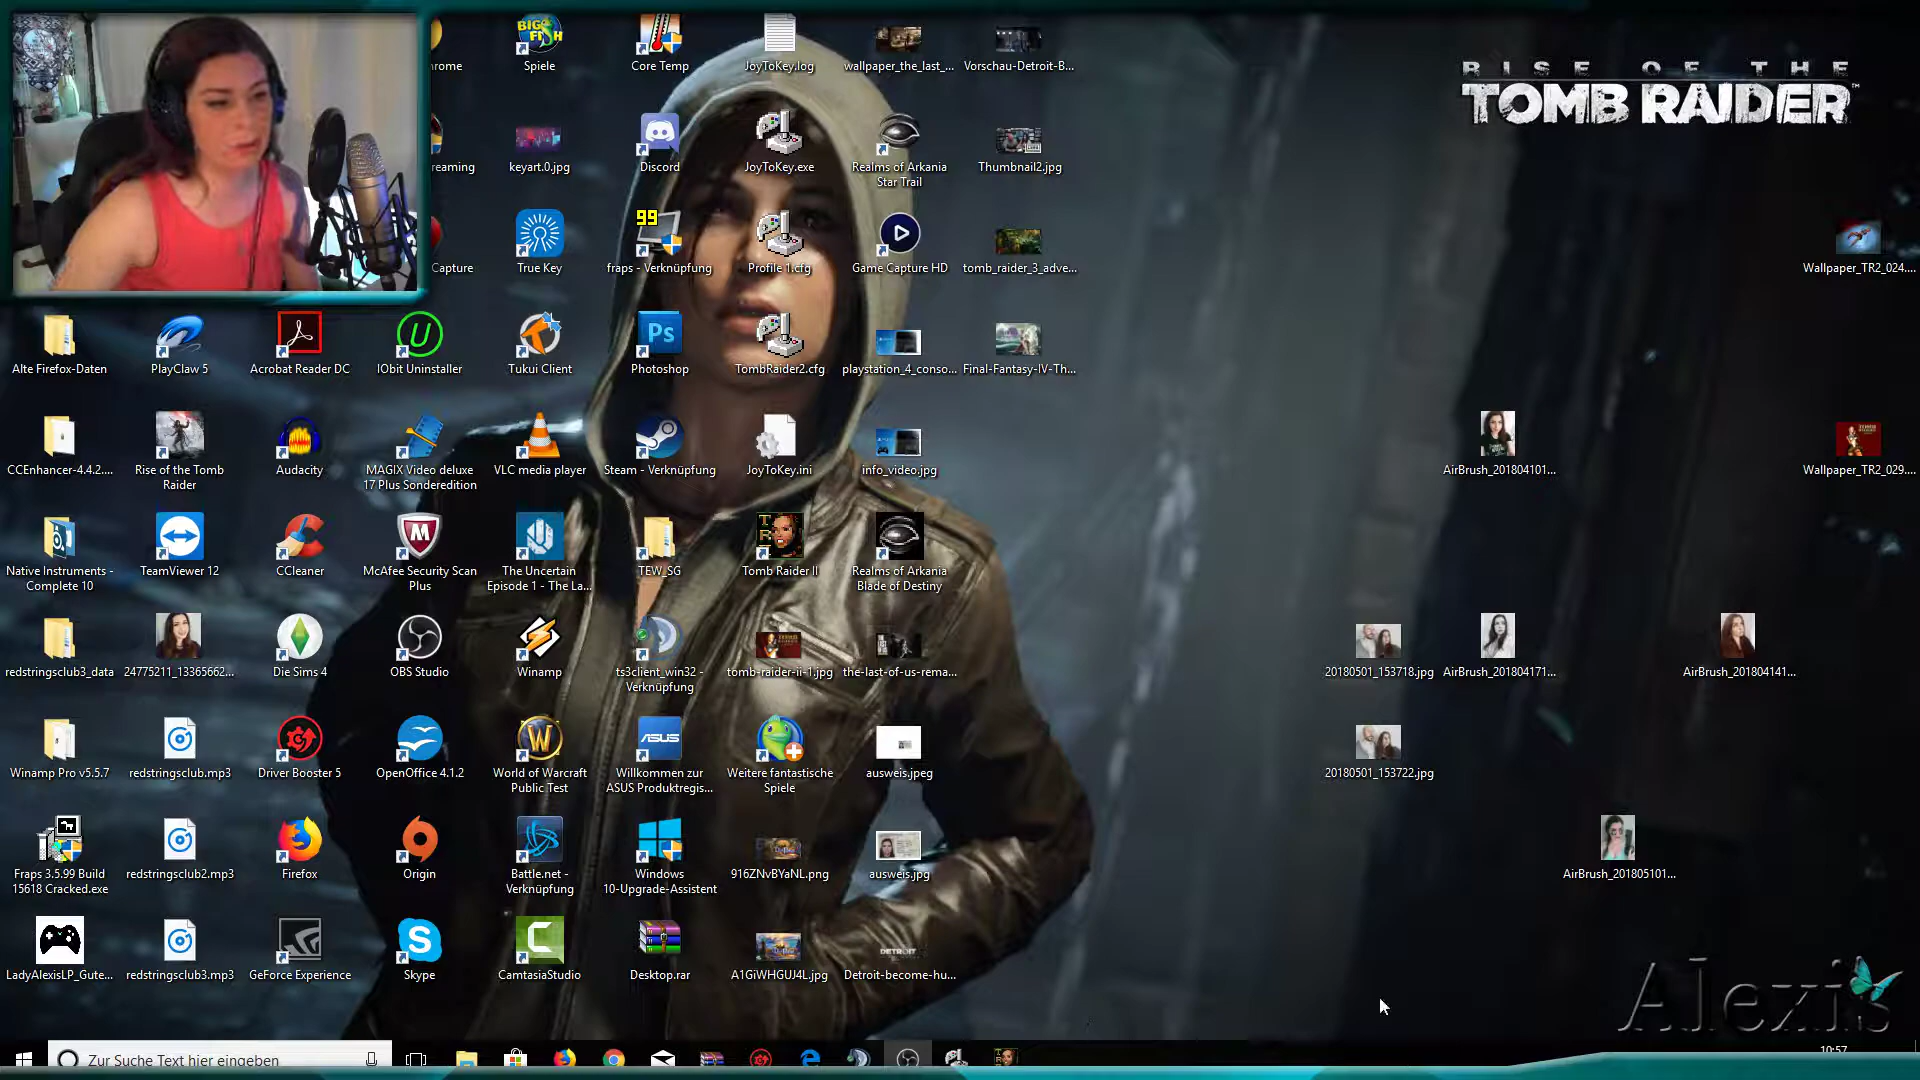 RISE OF THE
TOMB RAIDER™
Spiele
Core Temp
JoyToKey.log
wallpaper_the_last_...
Vorschau-Detroit-B...
keyart.0.jpg
Discord
JoyToKey.exe
Realms of Arkania
Star Trail
Thumbnail2.jpg
Capture
True Key
99
fraps - Verknüpfung
Profile 1.cfg
Game Capture HD
tomb_raider_3_adve...
Wallpaper_TR2_024....
Alte Firefox-Daten
PlayClaw 5
Acrobat Reader DC
IObit Uninstaller
Tukui Client
Photoshop
TombRaider2.cfg
playstation_4_conso...
Final-Fantasy-IV-Th...
CCEnhancer-4.4.2....
Rise of the Tomb
Raider
Audacity
MAGIX Video deluxe
17 Plus Sonderedition
VLC media player
Steam - Verknüpfung
JoyToKey.ini
info_video.jpg
AirBrush_201804101...
Wallpaper_TR2_029....
Native Instruments -
Complete 10
TeamViewer 12
CCleaner
McAfee Security Scan
Plus
The Uncertain
Episode 1 - The La...
TEW_SG
Tomb Raider II
Realms of Arkania
Blade of Destiny
redstringsclub3_data
24775211_13365662...
Die Sims 4
OBS Studio
Winamp
ts3client_win32 -
Verknüpfung
tomb-raider-ii-1.jpg
the-last-of-us-rema...
20180501_153718.jpg
AirBrush_201804171...
AirBrush_201804141...
Winamp Pro v5.5.7
redstringsclub.mp3
Driver Booster 5
OpenOffice 4.1.2
World of Warcraft
Public Test
Willkommen zur
ASUS Produktregis...
Weitere fantastische
Spiele
ausweis.jpeg
20180501_153722.jpg
Fraps 3.5.99 Build
15618 Cracked.exe
redstringsclub2.mp3
Firefox
Origin
Battle.net -
Verknüpfung
Windows
10-Upgrade-Assistent
916ZNvBYaNL.png
ausweis.jpg
AirBrush_201805101...
LadyAlexisLP_Gute...
redstringsclub3.mp3
GeForce Experience
Skype
CamtasiaStudio
Desktop.rar
A1GiWHGUJ4L.jpg
Detroit-become-hu...
Alexis
Zur Suche Text hier eingeben
10:57